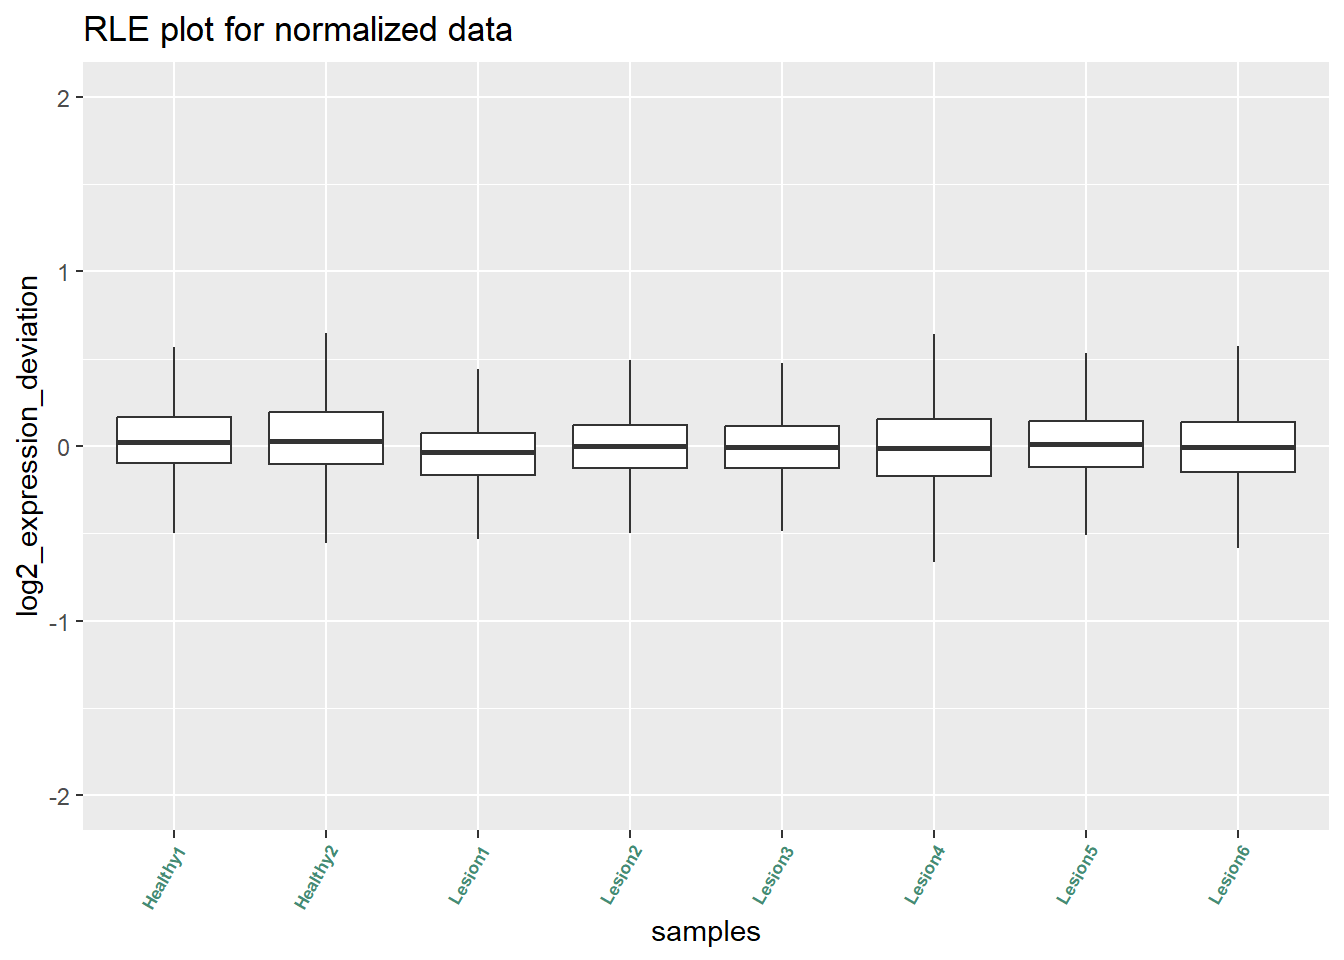 RLE plot for normalized data
log2_expression_deviation
2
1
0
-1
-2
Healthy1
Healthy2
Lesion1
Lesion2
Lesion3
Lesion4
Lesion5
Lesion6
samples